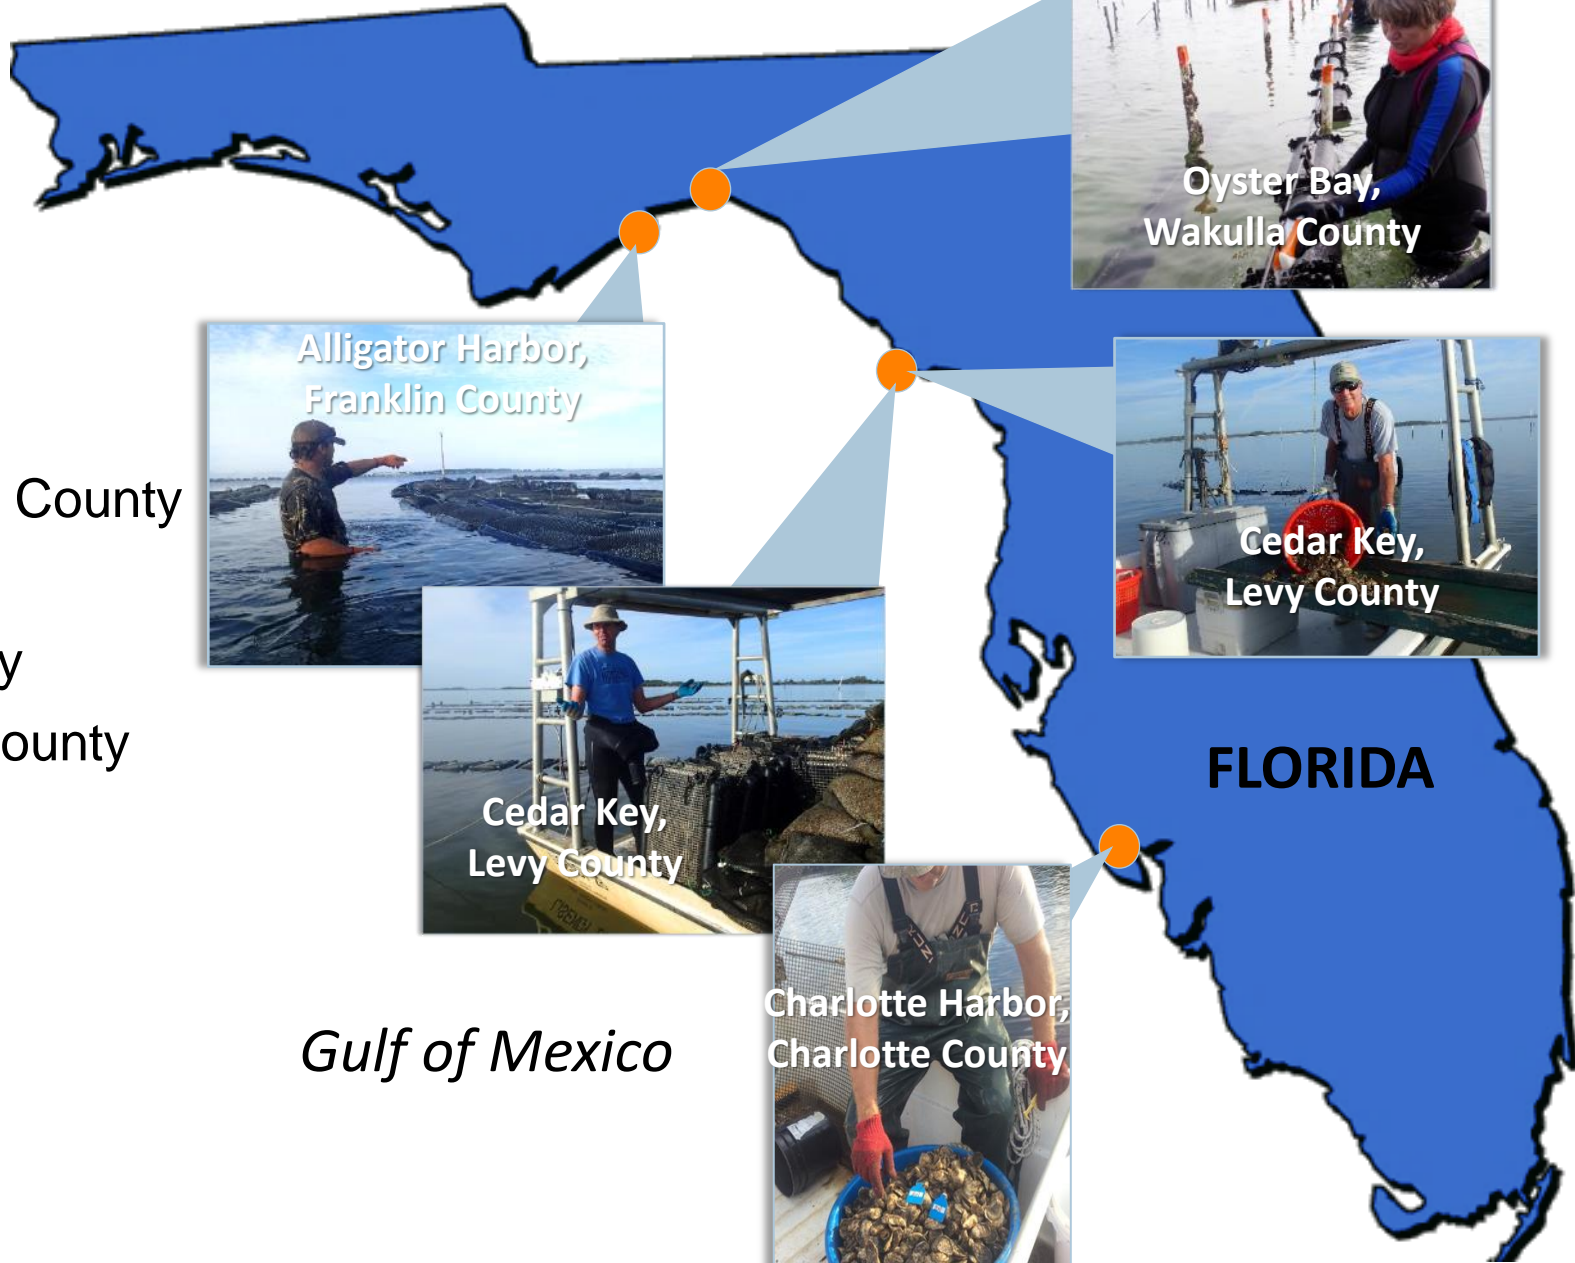 Oyster Bay,
Wakulla County
Alligator Harbor,
Franklin County
County
y
ounty
Cedar Key,
Levy County
Cedar Key,
Levy County
FLORIDA
Charlotte Harbor,
Charlotte County
Gulf of Mexico